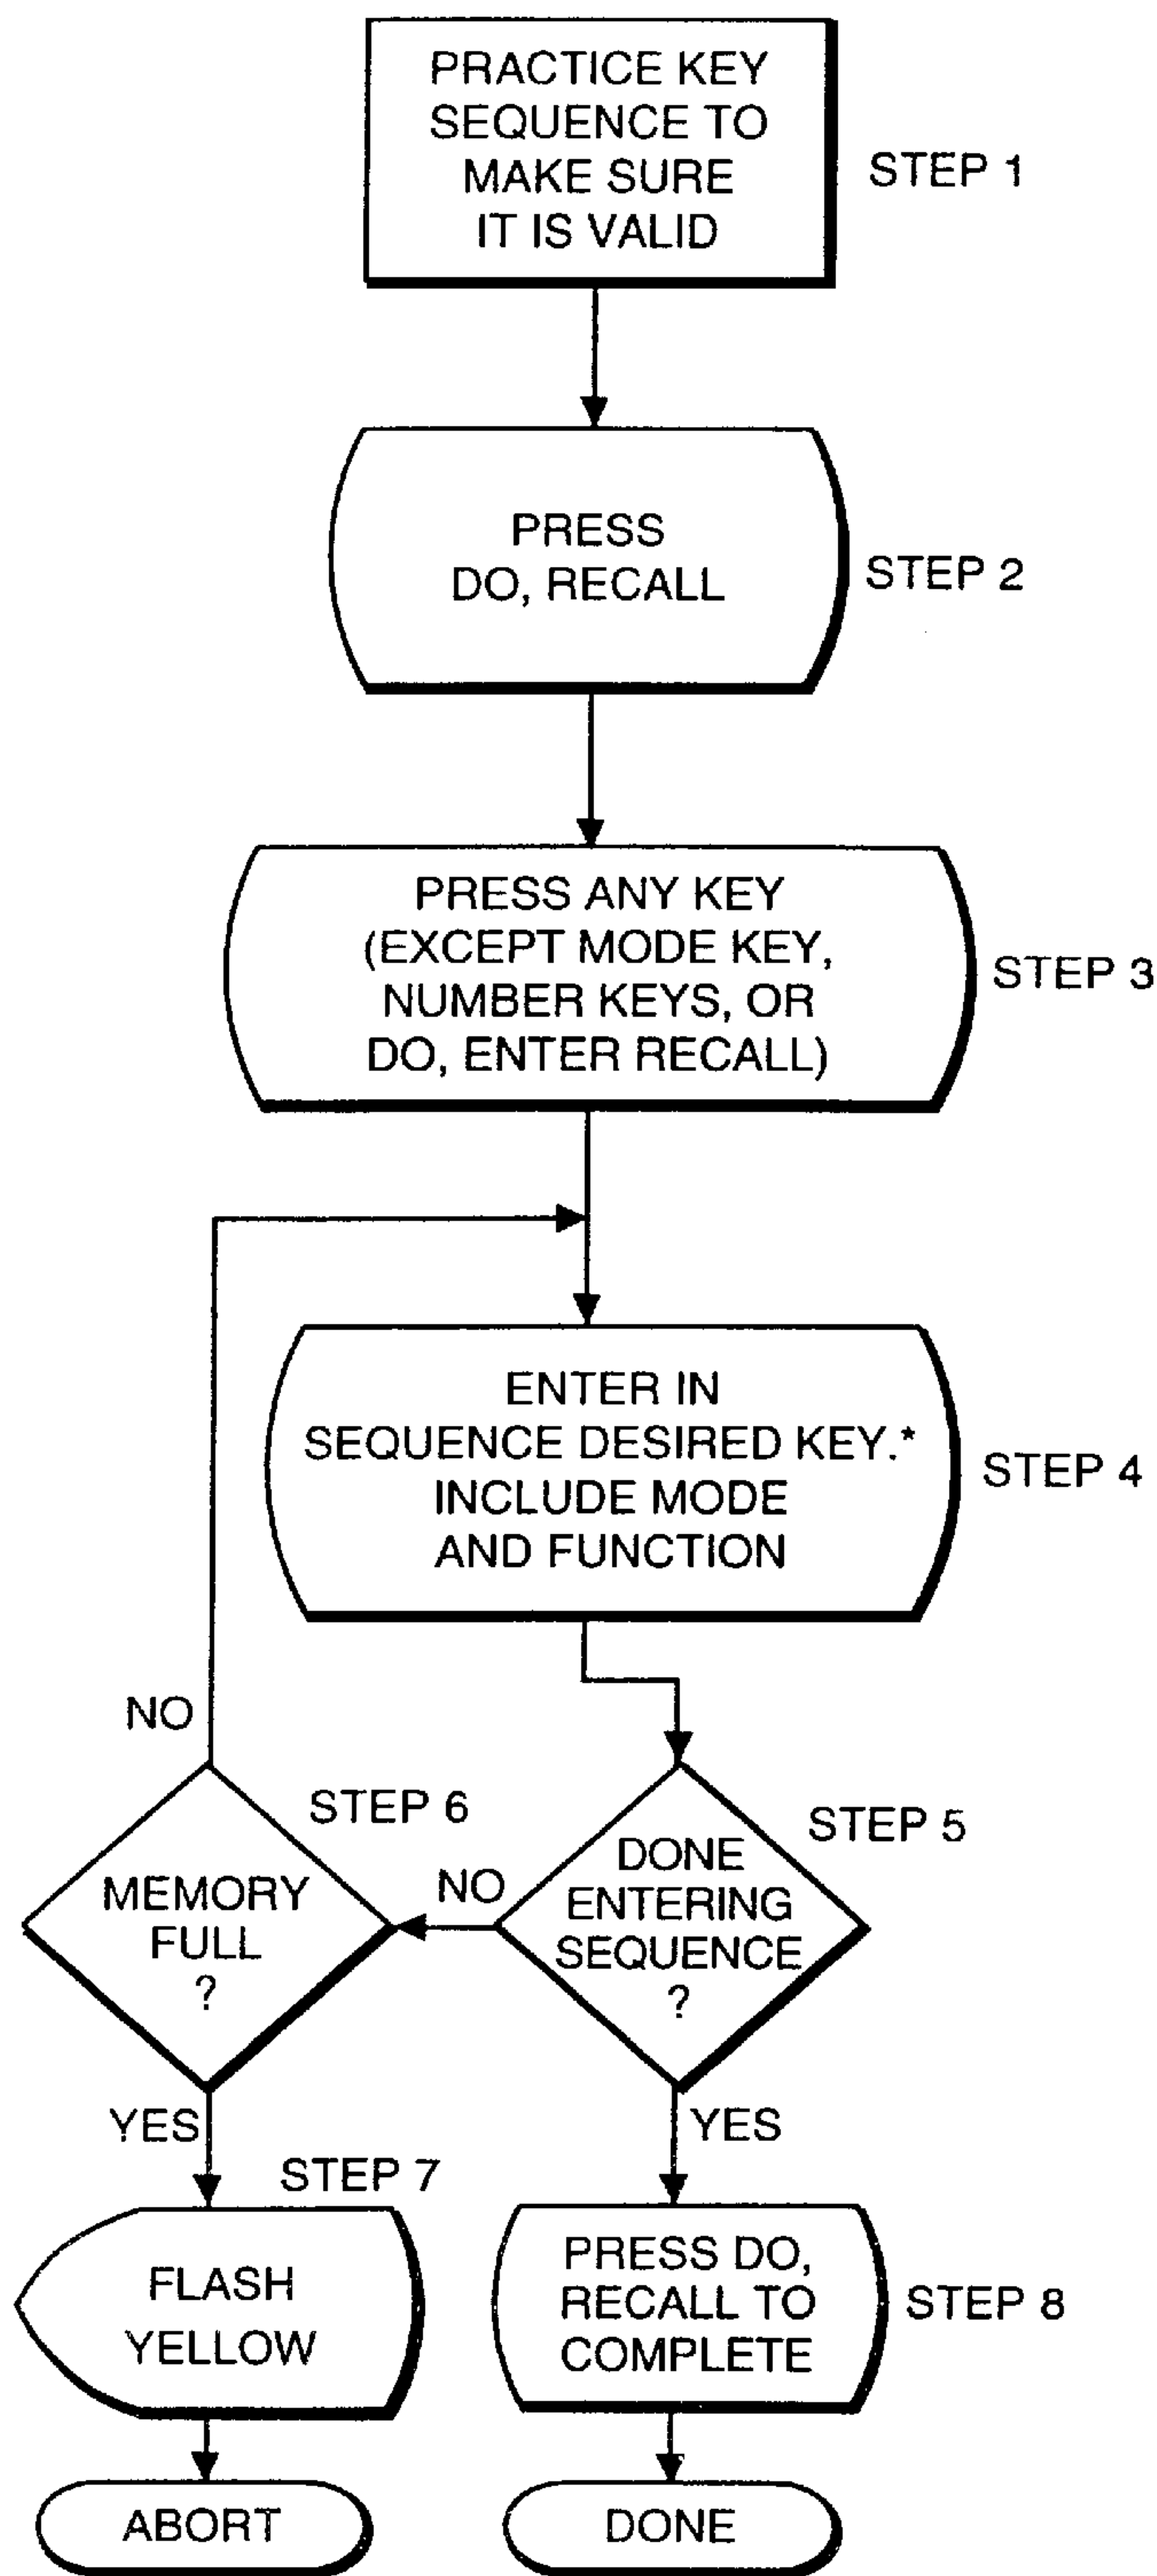 PRACTICE KEY
SEQUENCE TO
MAKE SURE
IT IS VALID
STEP 1
PRESS
DO, RECALL
STEP 2
PRESS ANY KEY
(EXCEPT MODE KEY,
NUMBER KEYS, OR
DO, ENTER RECALL)
STEP 3
ENTER IN
SEQUENCE DESIRED KEY.*
INCLUDE MODE
AND FUNCTION
STEP 4
NO
STEP 6
MEMORY
FULL
?
NO
STEP 5
DONE
ENTERING
SEQUENCE
?
YES
YES
STEP 7
FLASH
YELLOW
PRESS DO,
RECALL TO
COMPLETE
STEP 8
ABORT
DONE